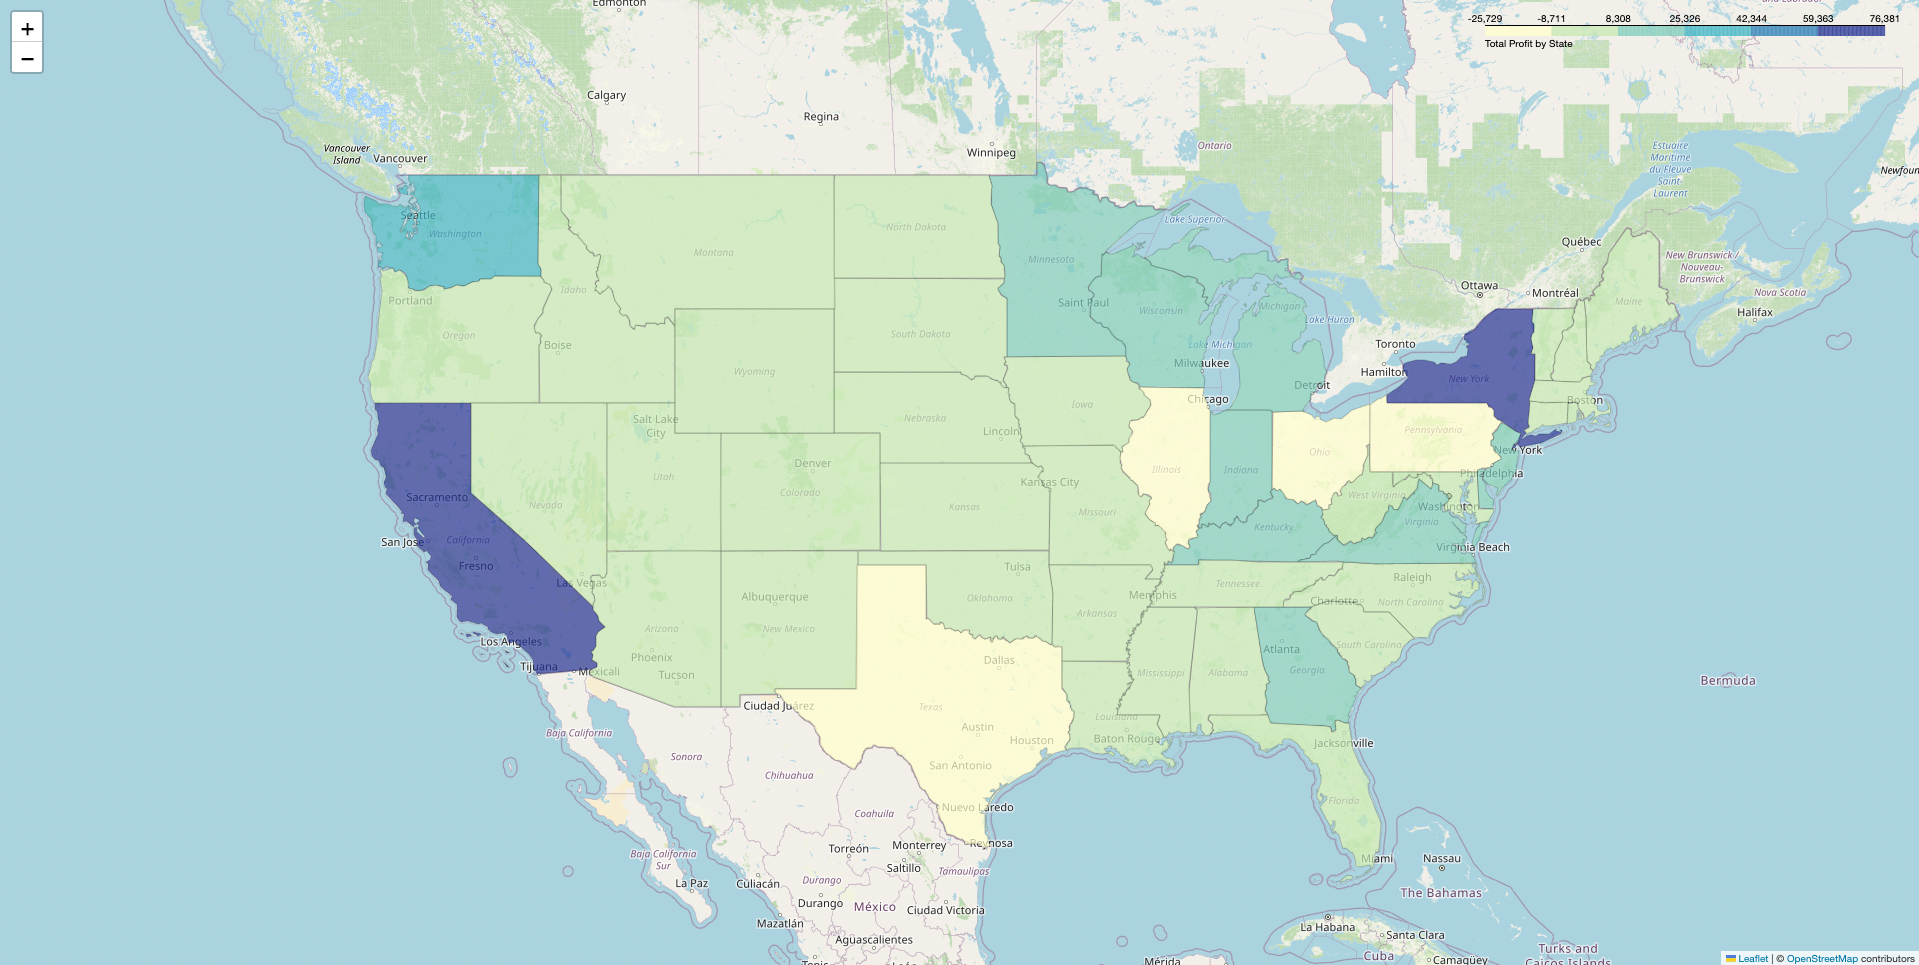 +
−
-25,729 -8,711 8,308 25,326 42,344 59,363 76,381
Total Profit by State
Edmonton
Calgary
Regina
Winnipeg
Vancouver
Island
Vancouver
Ontario
Estuaire
Maritime
du Fleuve
Saint-
Laurent
Newfoun
Québec
New Brunswick /
Nouveau-
Brunswick
Nova Scotia
Halifax
Ottawa
Montréal
Maine
Seattle
Washington
Montana
North Dakota
Minnesota
Lake Superior
Portland
Oregon
Idaho
Boise
Saint Paul
Wisconsin
Michigan
Lake Huron
South Dakota
Wyoming
Lake Michigan
Milwaukee
Toronto
Hamilton
Detroit
New York
Boston
Chicago
Iowa
Nebraska
Lincoln
Salt Lake
City
Utah
Denver
Colorado
Nevada
Sacramento
California
San Jose
Fresno
Las Vegas
Los Angeles
Tijuana
Mexicali
Kansas City
Kansas
Missouri
Illinois
Indiana
Ohio
Pennsylvania
New York
Philadelphia
West Virginia
Washington
Virginia
Virginia Beach
Kentucky
Tulsa
Oklahoma
Albuquerque
New Mexico
Arizona
Phoenix
Tucson
Memphis
Tennessee
Arkansas
Raleigh
Charlotte
North Carolina
South Carolina
Atlanta
Georgia
Alabama
Mississippi
Louisiana
Baton Rouge
Dallas
Texas
Austin
Houston
San Antonio
Ciudad Juárez
Jacksonville
Florida
Miami
Bermuda
Baja California
Sonora
Chihuahua
Coahuila
Nuevo Laredo
Reynosa
Monterrey
Torreón
Saltillo
Tamaulipas
Baja California
Sur
La Paz
Culiacán
Durango
Durango
México
Ciudad Victoria
Mazatlán
Aguascalientes
Nassau
The Bahamas
La Habana
Santa Clara
Cuba
Camagüey
Mérida
Turks and
Caicos Islands
Leaflet | © OpenStreetMap contributors